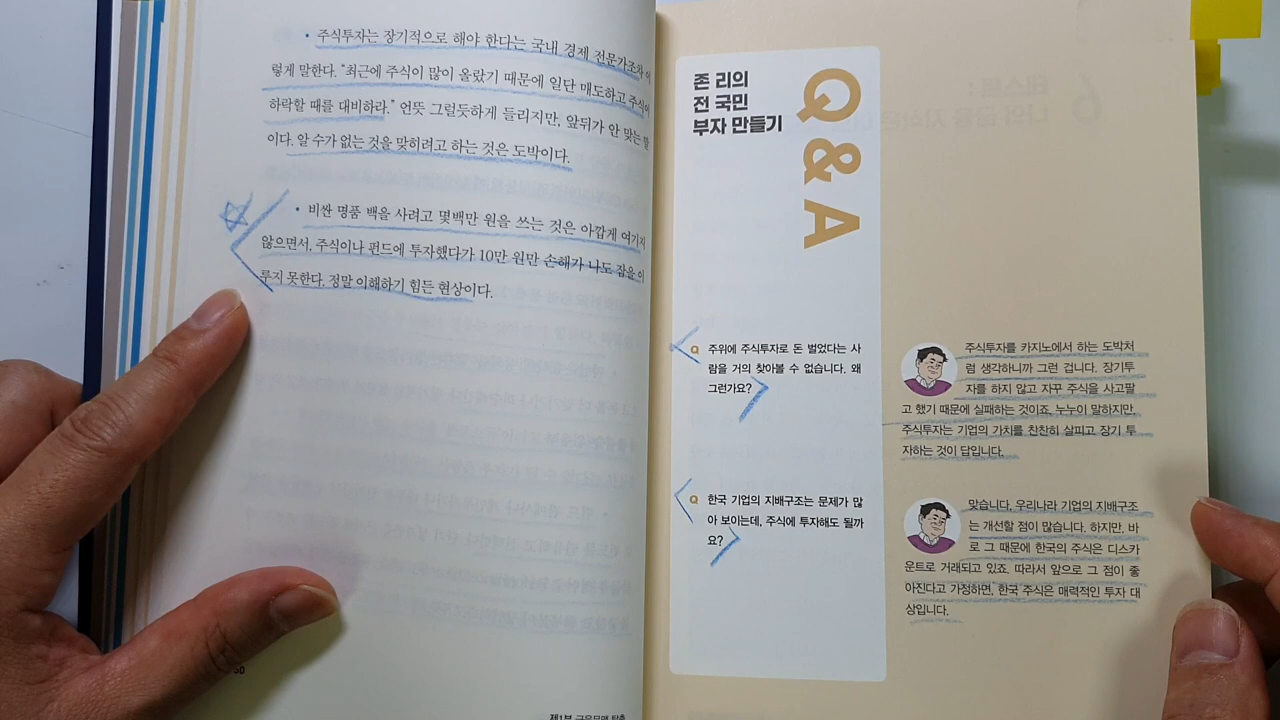 • 주식투자는 장기적으로 해야 한다는 국내 경제 전문가조차 이
렇게 말한다. “최근에 주식이 많이 올랐기 때문에 일단 매도하고 주식이
하락할 때를 대비하라.” 언뜻 그럴듯하게 들리지만, 앞뒤가 안 맞는 말
이다. 알 수가 없는 것을 맞히려고 하는 것은 도박이다.
• 비싼 명품 백을 사려고 몇백만 원을 쓰는 것은 아깝게 여기지
않으면서, 주식이나 펀드에 투자했다가 10만 원만 손해가 나도 잠을 이
루지 못한다. 정말 이해하기 힘든 현상이다.
제1부
존 리의
전 국민
부자 만들기
Q & A
Q 주위에 주식투자로 돈 벌었다는 사
람을 거의 찾아볼 수 없습니다. 왜
그런가요?
주식투자를 카지노에서 하는 도박처
럼 생각하니까 그런 겁니다. 장기투
자를 하지 않고 자꾸 주식을 사고팔
고 했기 때문에 실패하는 것이죠. 누누이 말하지만,
주식투자는 기업의 가치를 찬찬히 살피고 장기 투
자하는 것이 답입니다.
Q 한국 기업의 지배구조는 문제가 많
아 보이는데, 주식에 투자해도 될까
요?
맞습니다. 우리나라 기업의 지배구조
는 개선할 점이 많습니다. 하지만, 바
로 그 때문에 한국의 주식은 디스카
운트로 거래되고 있죠. 따라서 앞으로 그 점이 좋
아진다고 가정하면, 한국 주식은 매력적인 투자 대
상입니다.